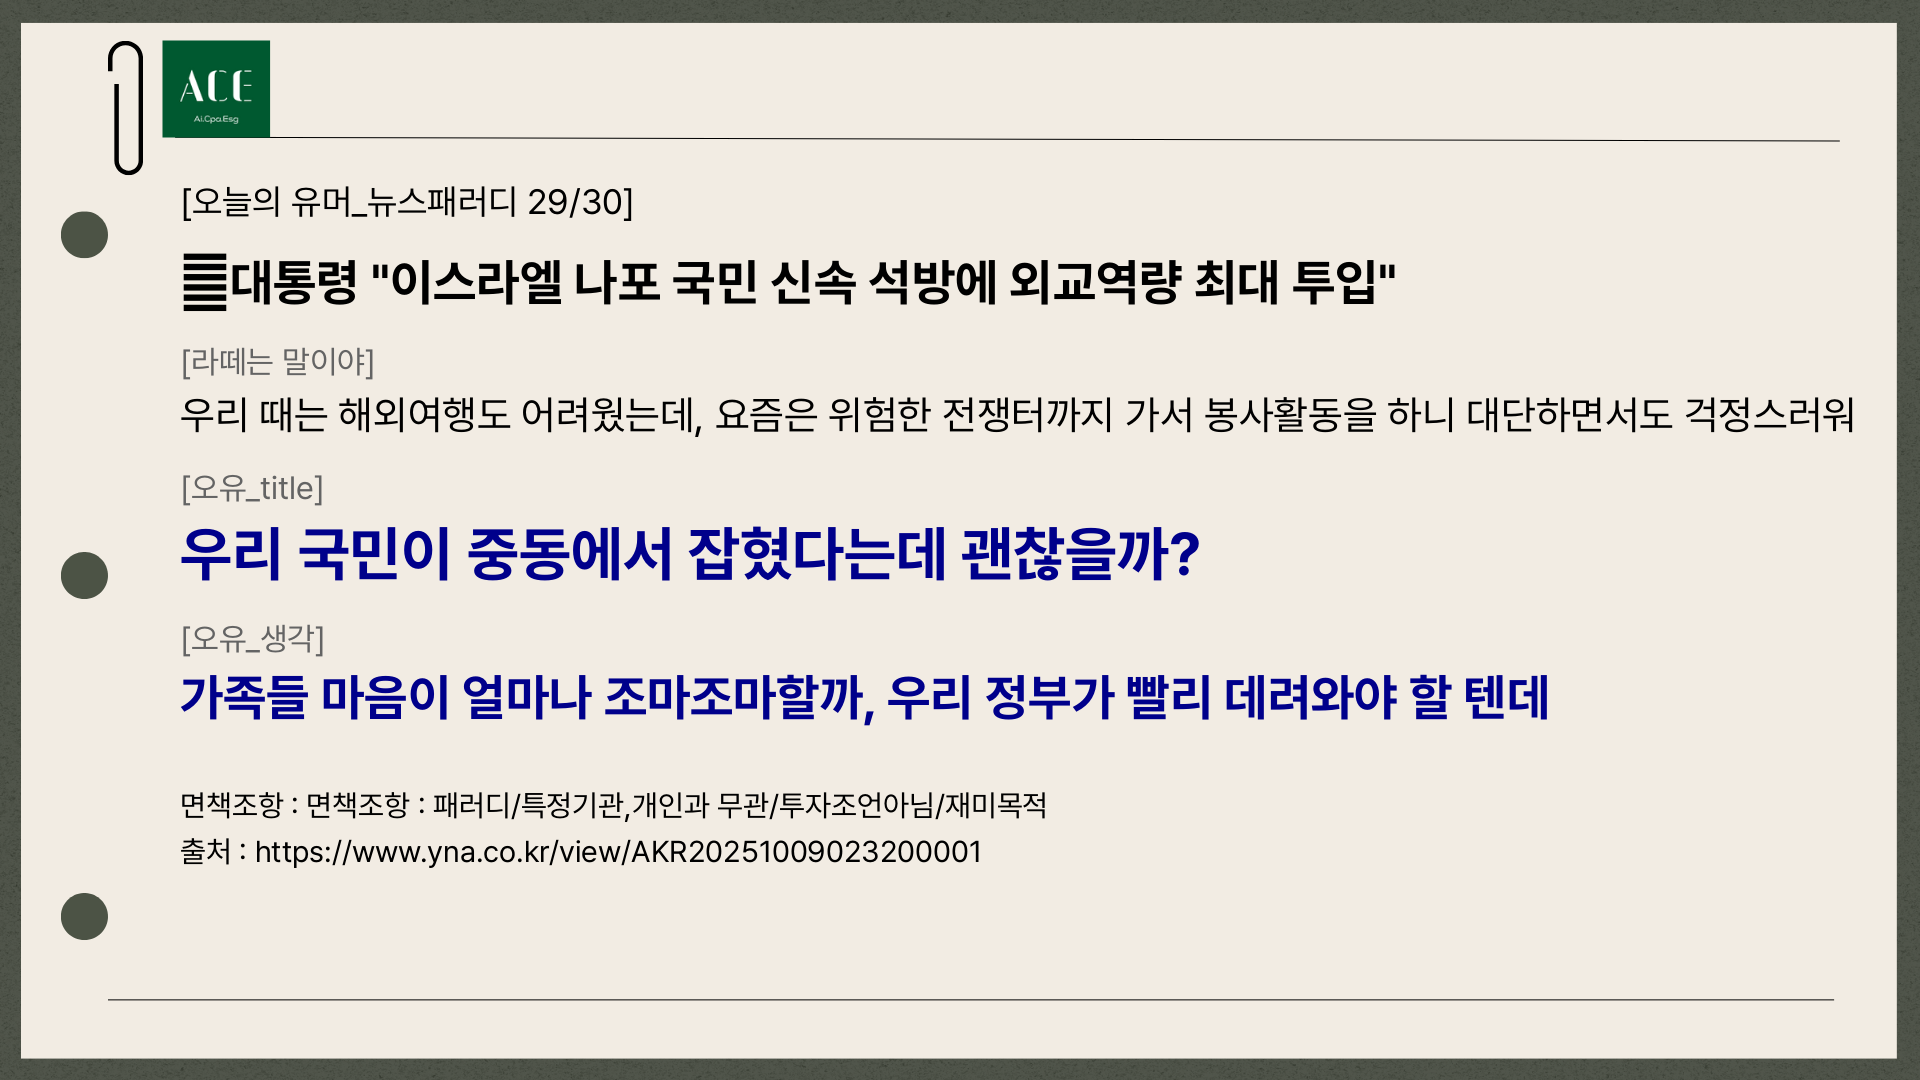 ACE
Ai.Cpa.Esg
[오늘의 유머_뉴스패러디 29/30]
대통령 "이스라엘 나포 국민 신속 석방에 외교역량 최대 투입"
[라떼는 말이야]
우리 때는 해외여행도 어려웠는데, 요즘은 위험한 전쟁터까지 가서 봉사활동을 하니 대단하면서도 걱정스러워
[오유_title]
우리 국민이 중동에서 잡혔다는데 괜찮을까?
[오유_생각]
가족들 마음이 얼마나 조마조마할까, 우리 정부가 빨리 데려와야 할 텐데
면책조항 : 면책조항 : 패러디/특정기관,개인과 무관/투자조언아님/재미목적
출처 : https://www.yna.co.kr/view/AKR20251009023200001